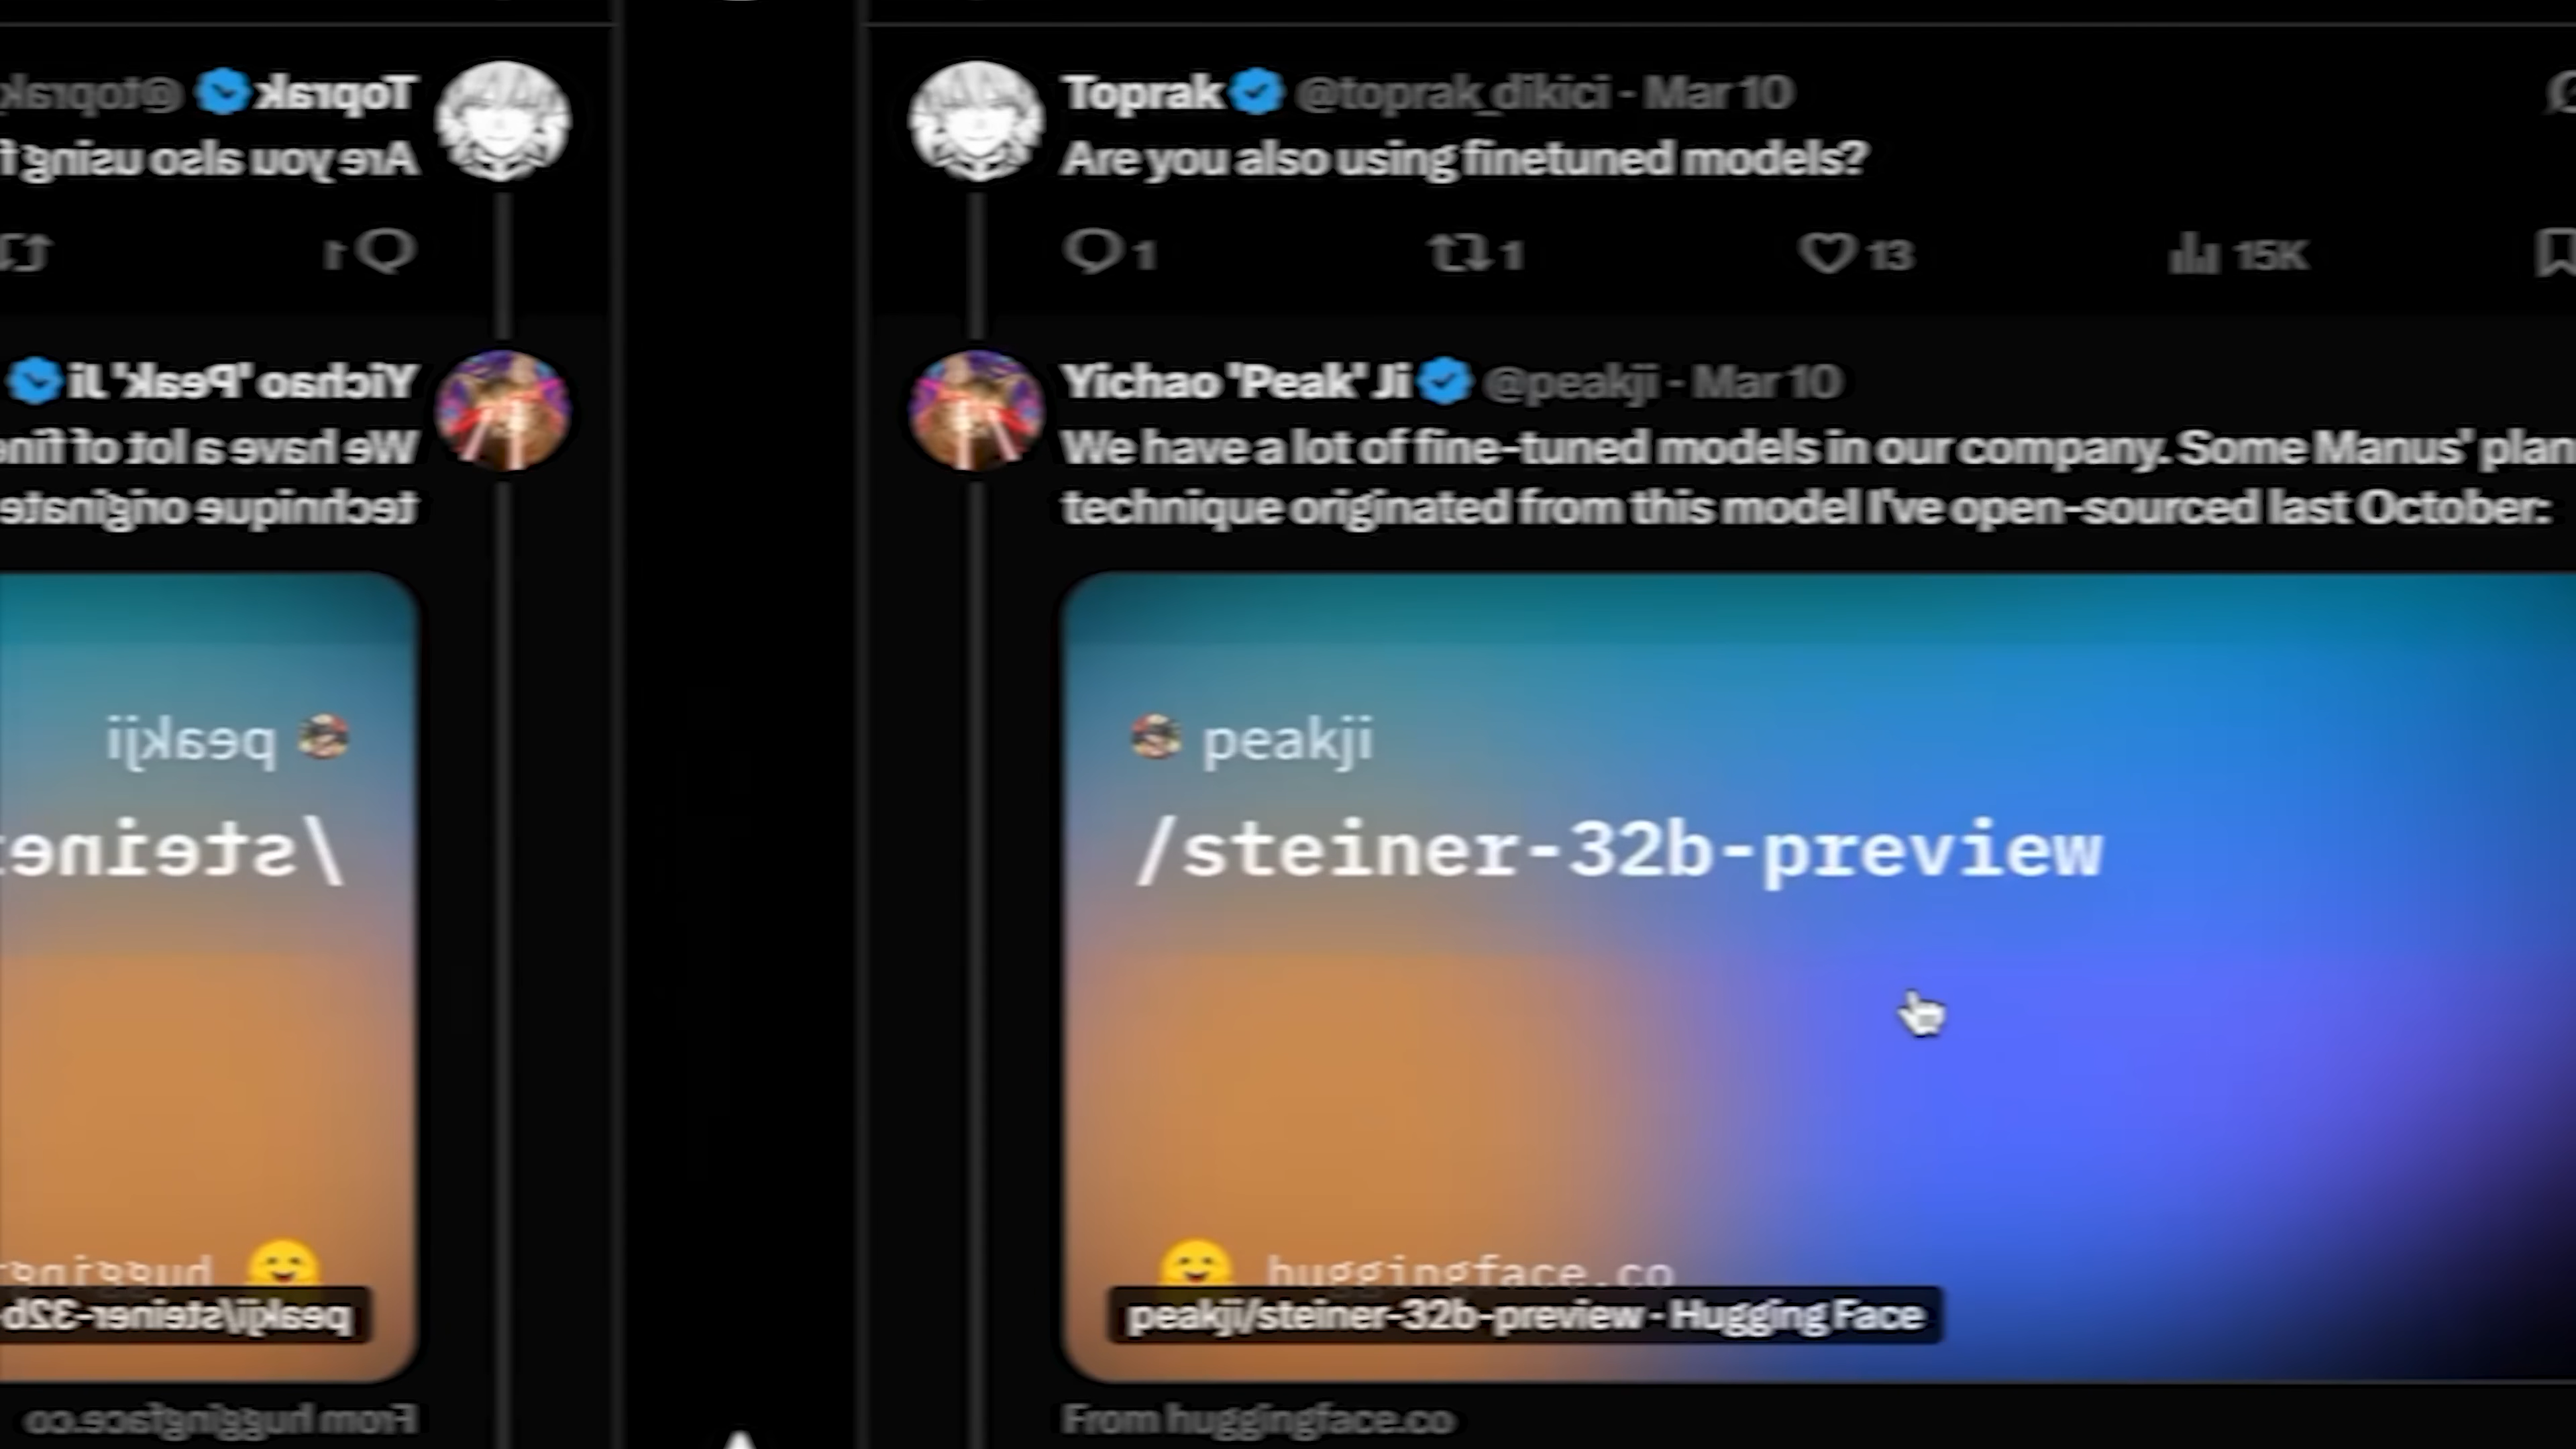 Toprak @toprak_dikici · Mar 10
Are you also using finetuned models?
1 1 13 15K
Yichao 'Peak' Ji @peakji · Mar 10
We have a lot of fine-tuned models in our company. Some Manus'
technique originated from this model I've open-sourced last October:
peakji
/steiner-32b-preview
huggingface.co
peakji/steiner-32b-preview - Hugging Face
From huggingface.co